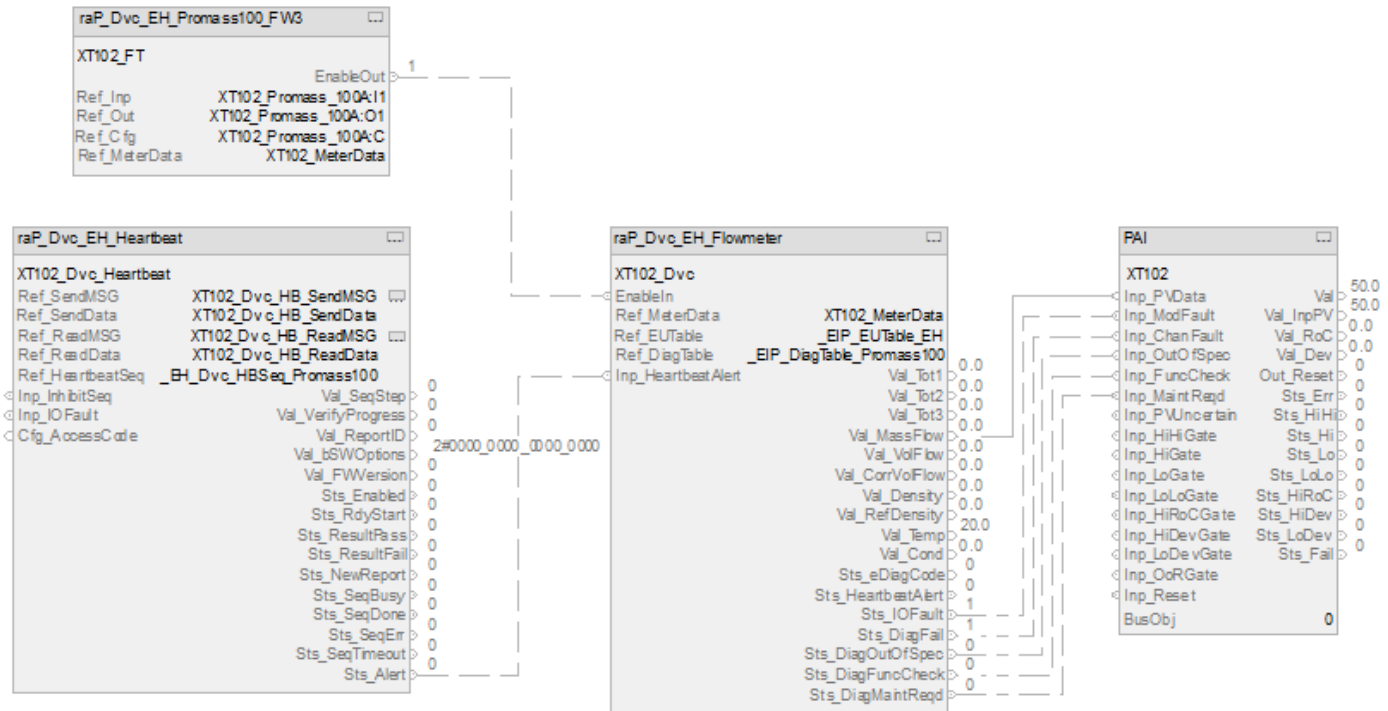 raP_Dvc_EH_Promass100_FW3
XT102_FT
EnableOut
1
Ref_Inp XT102_Promass_100A:I1
Ref_Out XT102_Promass_100A:O1
Ref_Cfg XT102_Promass_100A:C
Ref_MeterData XT102_MeterData
raP_Dvc_EH_Heartbeat
XT102_Dvc_Heartbeat
Ref_SendMSG XT102_Dvc_HB_SendMSG
Ref_SendData XT102_Dvc_HB_SendData
Ref_ReadMSG XT102_Dvc_HB_ReadMSG
Ref_ReadData XT102_Dvc_HB_ReadData
Ref_HeartbeatSeq _EH_Dvc_HBSeq_Promass100
Inp_InhibitSeq Val_SeqStep 0
Inp_IOFault Val_VerifyProgress 0
Cfg_AccessCode Val_ReportID 0
Val_bSWOptions 2#0000_0000_0000_0000
Val_FWVersion 0
Sts_Enabled 0
Sts_RdyStart 0
Sts_ResultPass 0
Sts_ResultFail 0
Sts_NewReport 0
Sts_SeqBusy 0
Sts_SeqDone 0
Sts_SeqErr 0
Sts_SeqTimeout 0
Sts_Alert 0
raP_Dvc_EH_Flowmeter
XT102_Dvc
EnableIn
Ref_MeterData XT102_MeterData
Ref_EUTable _EIP_EUTable_EH
Ref_DiagTable _EIP_DiagTable_Promass100
Inp_HeartbeatAlert Val_Tot1 0.0
Val_Tot2 0.0
Val_Tot3 0.0
Val_MassFlow 0.0
Val_VolFlow 0.0
Val_CorrVolFlow 0.0
Val_Density 0.0
Val_RefDensity 0.0
Val_Temp 20.0
Val_Cond 0.0
Sts_eDiagCode 0
Sts_HeartbeatAlert 0
Sts_IOFault 1
Sts_DiagFail 1
Sts_DiagOutOfSpec 0
Sts_DiagFuncCheck 0
Sts_DiagMaintReqd 0
PAI
XT102
Inp_PVData Val 50.0
Inp_ModFault Val_InpPV 50.0
Inp_ChanFault Val_RoC 0.0
Inp_OutOfSpec Val_Dev 0.0
Inp_FuncCheck Out_Reset 0
Inp_MaintReqd Sts_Err 0
Inp_PVUncertain Sts_HiHi 0
Inp_HiHiGate Sts_Hi 0
Inp_HiGate Sts_Lo 0
Inp_LoGate Sts_LoLo 0
Inp_LoLoGate Sts_HiRoC 0
Inp_HiRoCGate Sts_HiDev 0
Inp_HiDevGate Sts_LoDev 0
Inp_LoDevGate Sts_Fail 0
Inp_OoRGate
Inp_Reset
BusObj 0